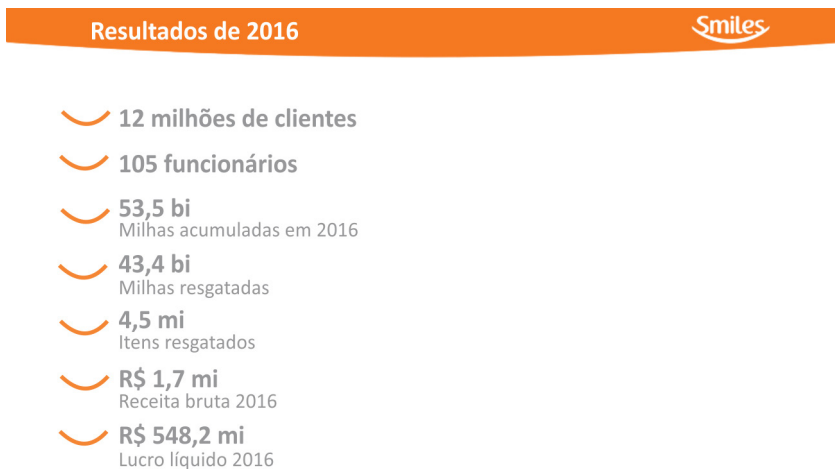 Resultados de 2016
Smiles
12 milhões de clientes
105 funcionários
53,5 bi
Milhas acumuladas em 2016
43,4 bi
Milhas resgatadas
4,5 mi
Itens resgatados
R$ 1,7 mi
Receita bruta 2016
R$ 548,2 mi
Lucro líquido 2016